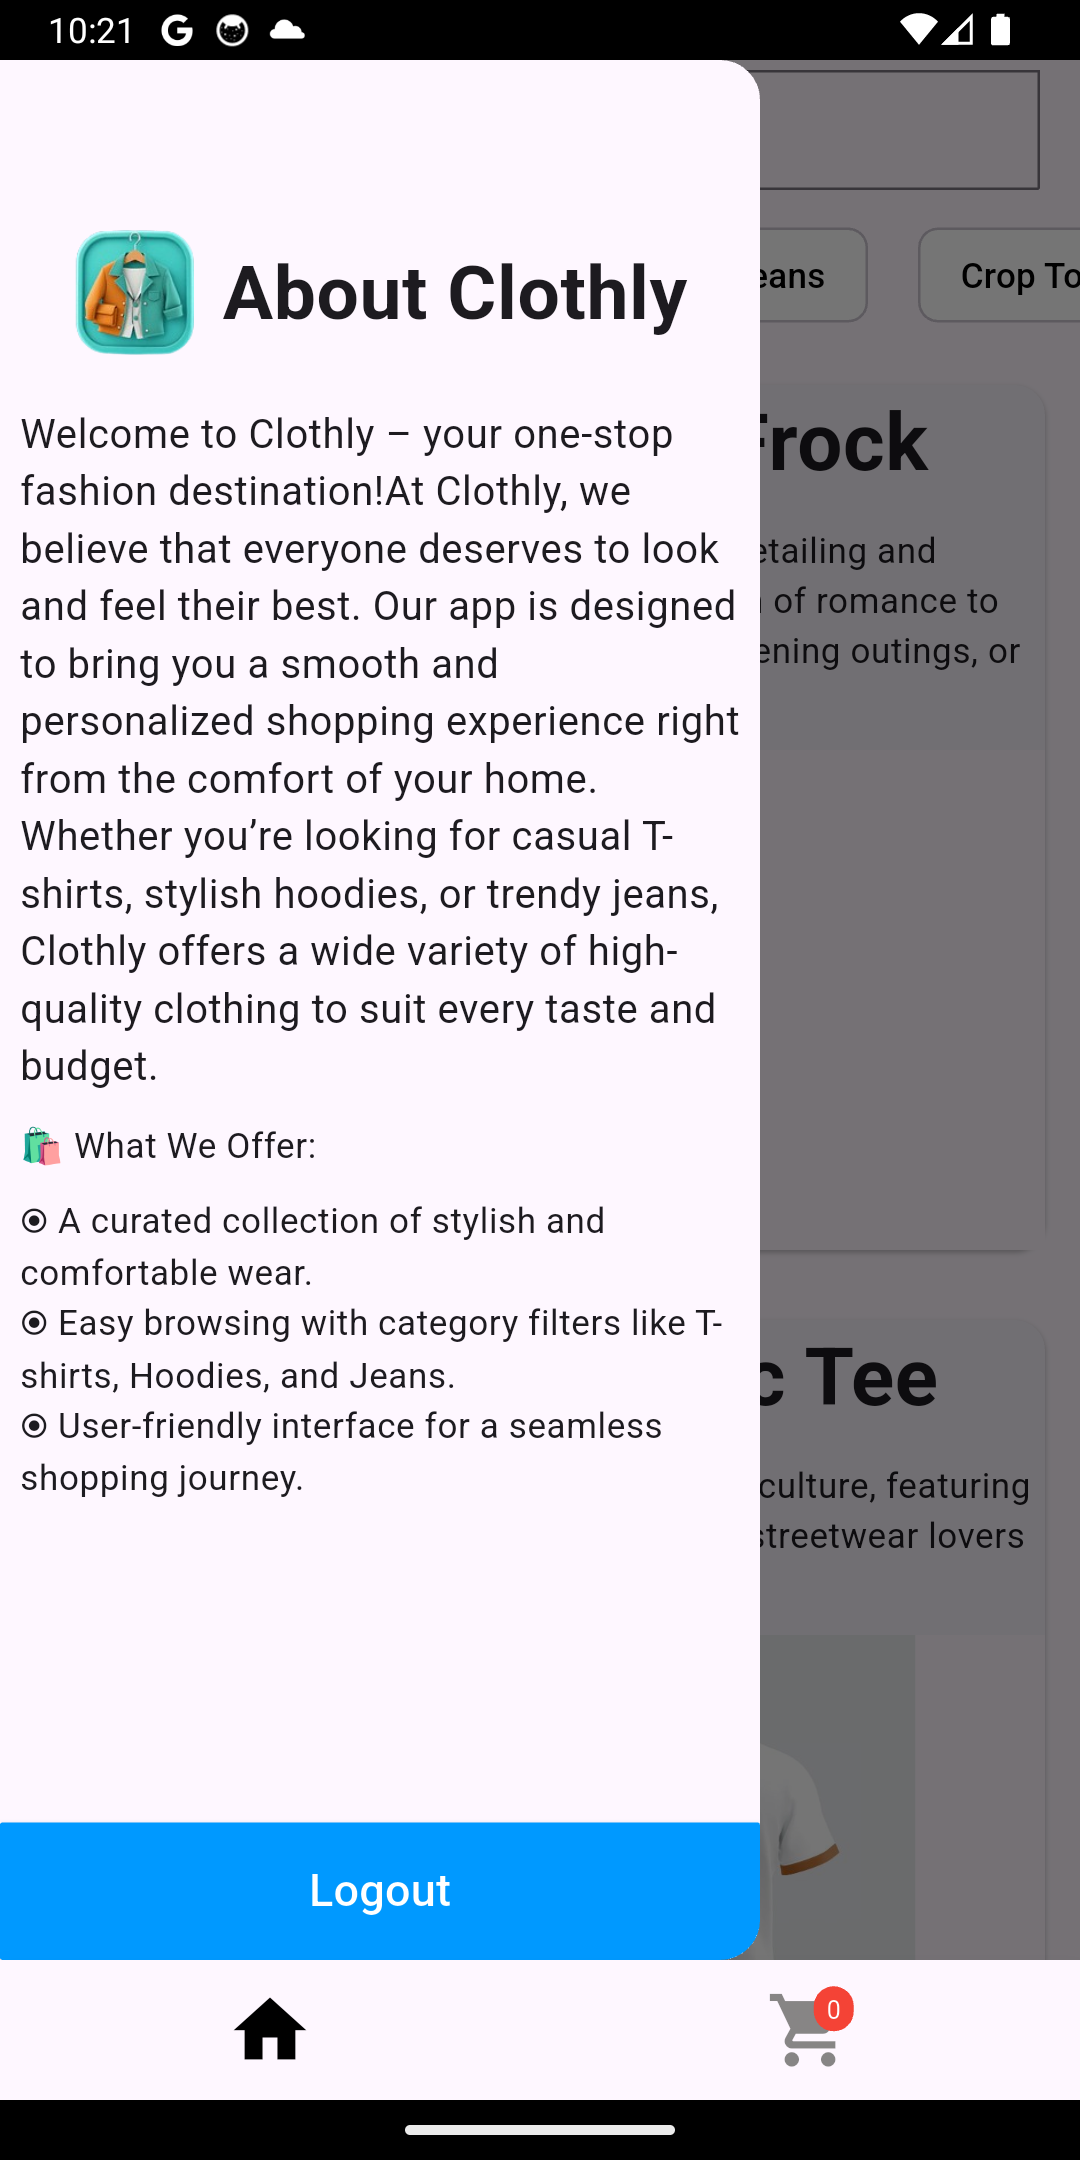 10:21
About Clothly
Welcome to Clothly – your one-stop
fashion destination!At Clothly, we
believe that everyone deserves to look
and feel their best. Our app is designed
to bring you a smooth and
personalized shopping experience right
from the comfort of your home.
Whether you’re looking for casual T-
shirts, stylish hoodies, or trendy jeans,
Clothly offers a wide variety of high-
quality clothing to suit every taste and
budget.
🛍️ What We Offer:
⦿ A curated collection of stylish and
comfortable wear.
⦿ Easy browsing with category filters like T-
shirts, Hoodies, and Jeans.
⦿ User-friendly interface for a seamless
shopping journey.
Logout
eans
Crop To
Frock
etailing and
of romance to
ening outings, or
c Tee
culture, featuring
streetwear lovers
0